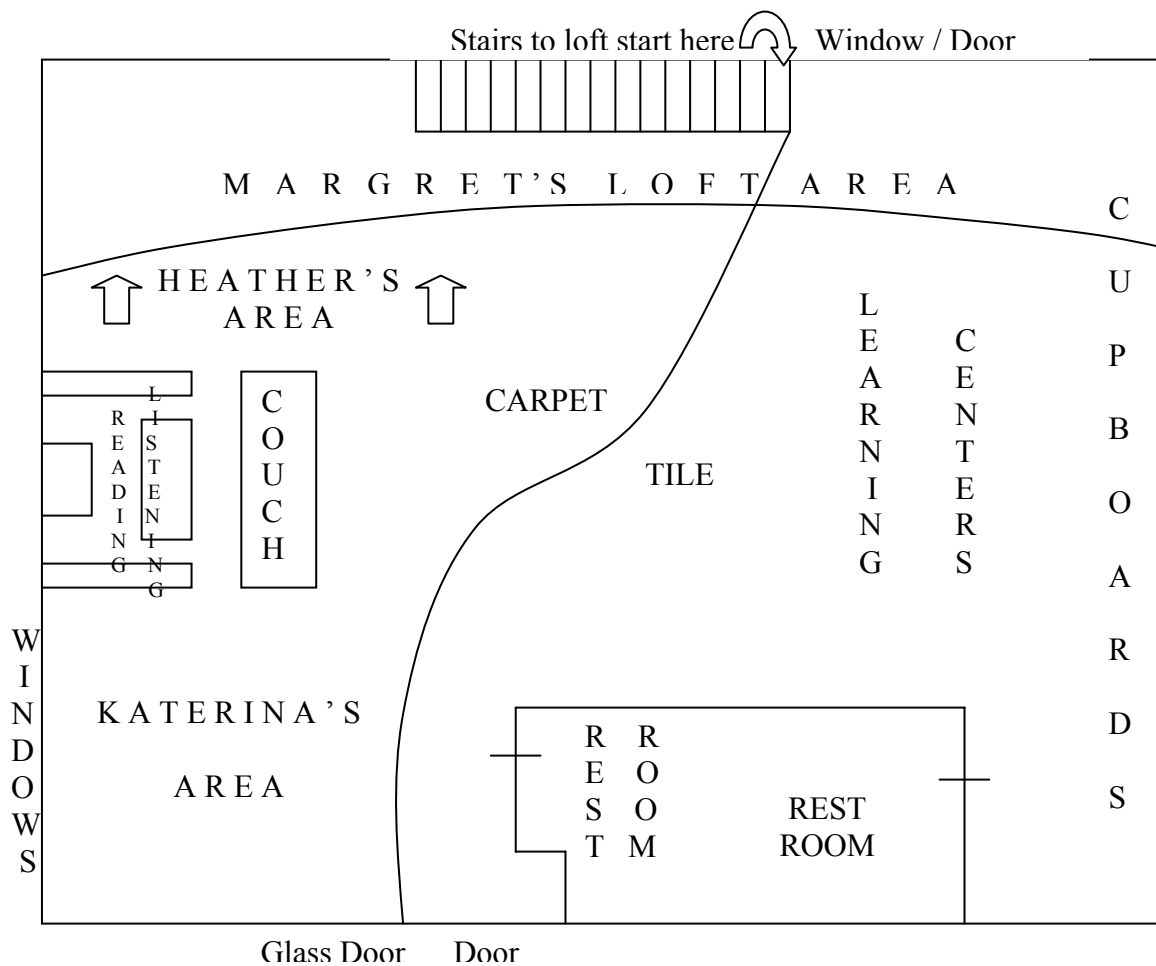 Stairs to loft start here
Window / Door
MARGRET'S LOFT AREA
CUPBOARDS
HEATHER'S
AREA
LEARNING
CENTERS
LISTENING
READING
COUCH
CARPET
TILE
WINDOWS
KATERINA'S
AREA
REST
ROOM
REST
ROOM
Glass Door
Door